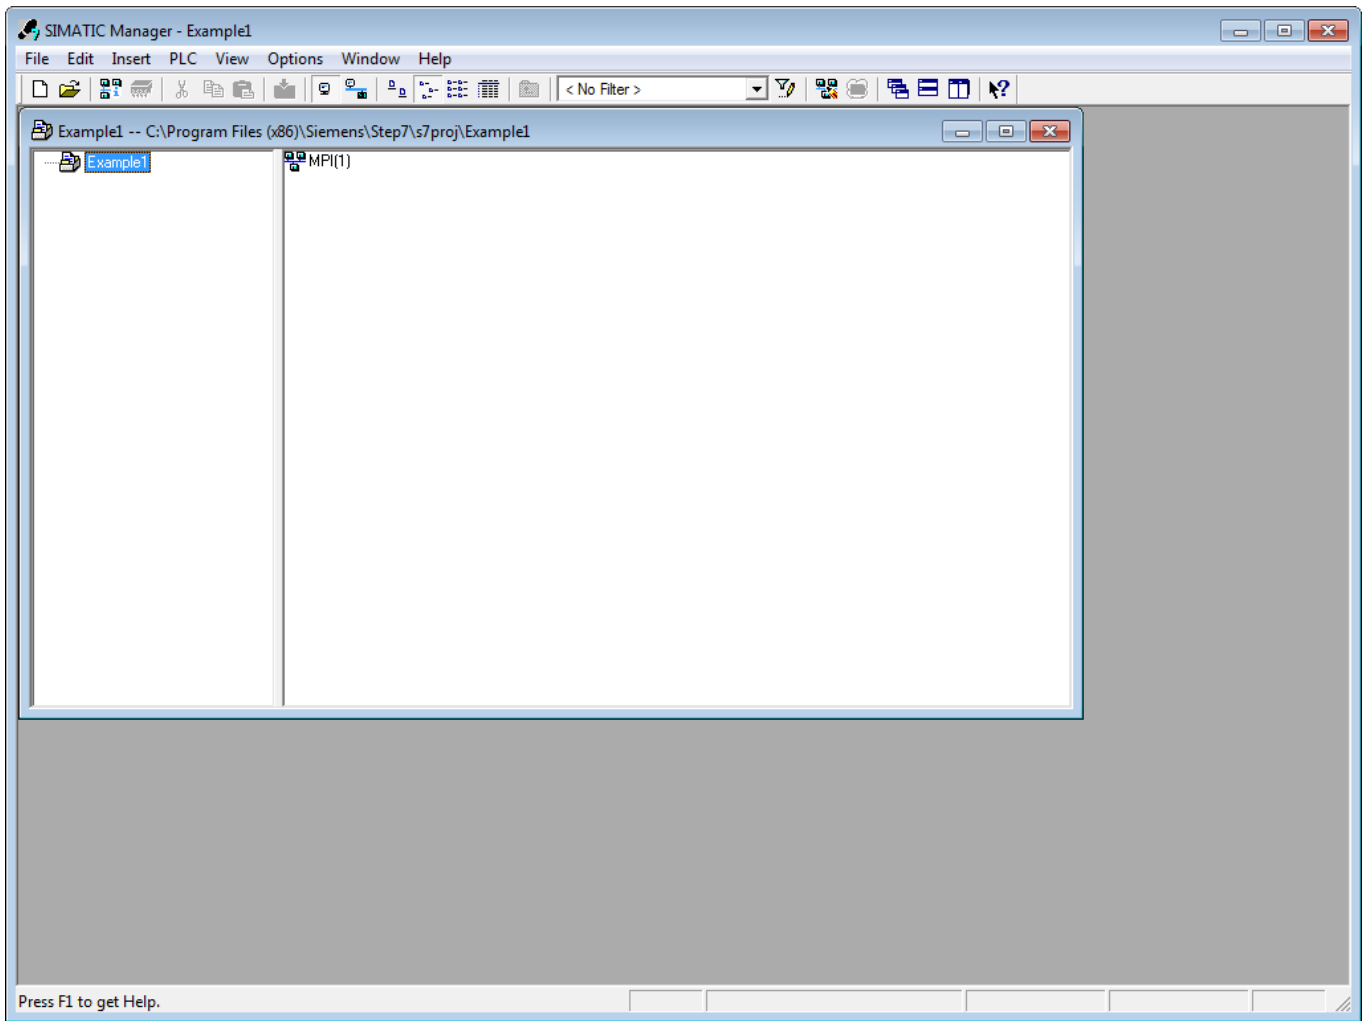 SIMATIC Manager - Example1
File Edit Insert PLC View Options Window Help
< No Filter >
Example1 -- C:\Program Files (x86)\Siemens\Step7\s7proj\Example1
Example1
MPI(1)
Press F1 to get Help.